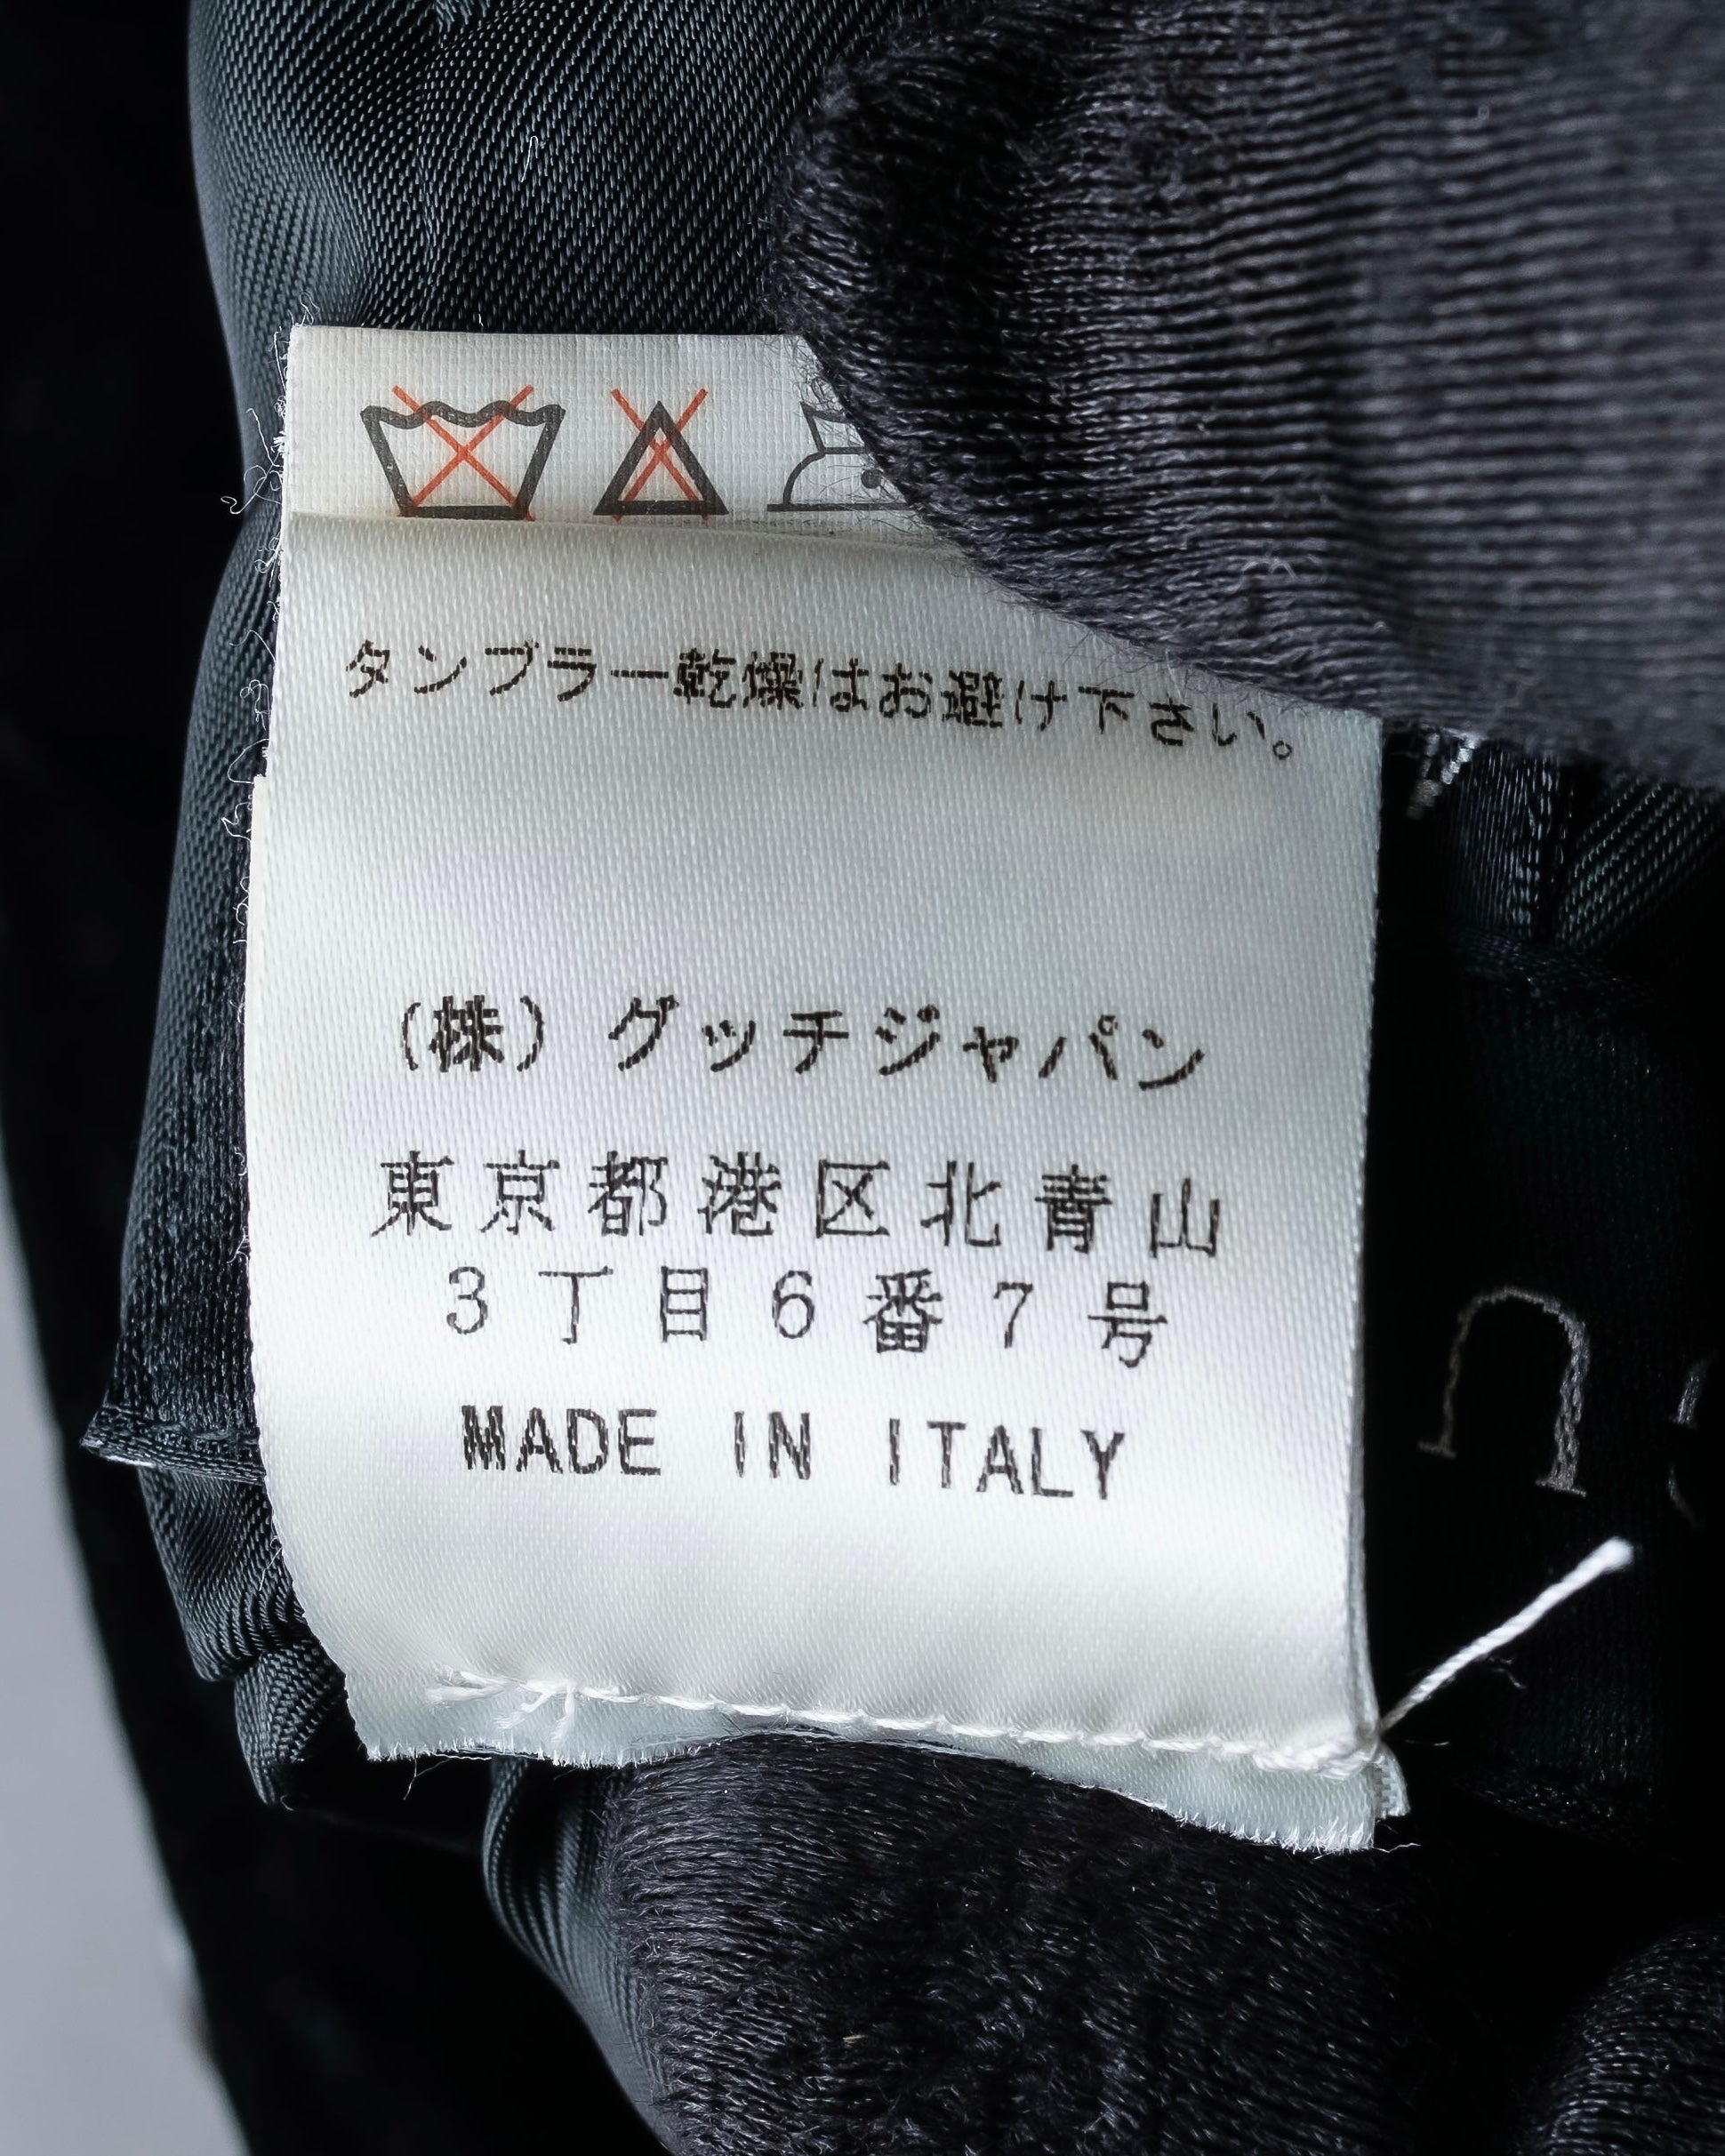 タンブラー乾燥はお避け下さい。
(株) グッチジャパン
東京都港区北青山
3丁目6番7号
MADE IN ITALY